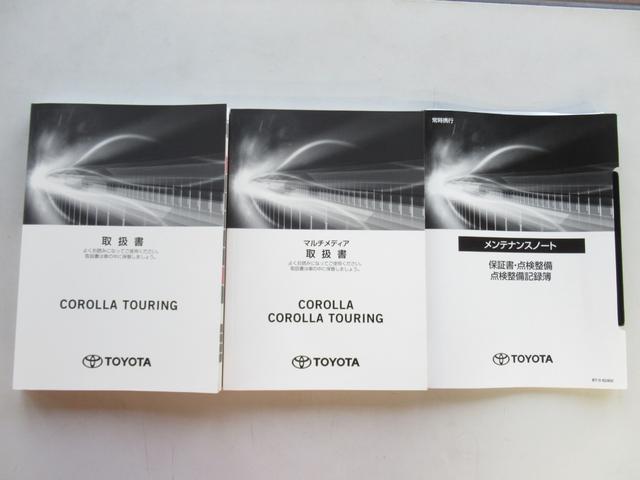 取扱書
よくお読みになってご使用ください。
取扱書は車の中に保管しましょう。
COROLLA TOURING
TOYOTA
マルチメディア
取扱書
よくお読みになってご使用ください。
取扱書は車の中に保管しましょう。
COROLLA
COROLLA TOURING
TOYOTA
常時携行
メンテナンスノート
保証書・点検整備
点検整備記録簿
TOYOTA